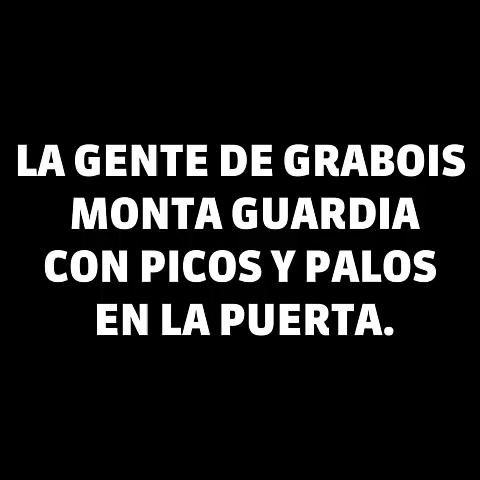 LA GENTE DE GRABOIS
MONTA GUARDIA
CON PICOS Y PALOS
EN LA PUERTA.